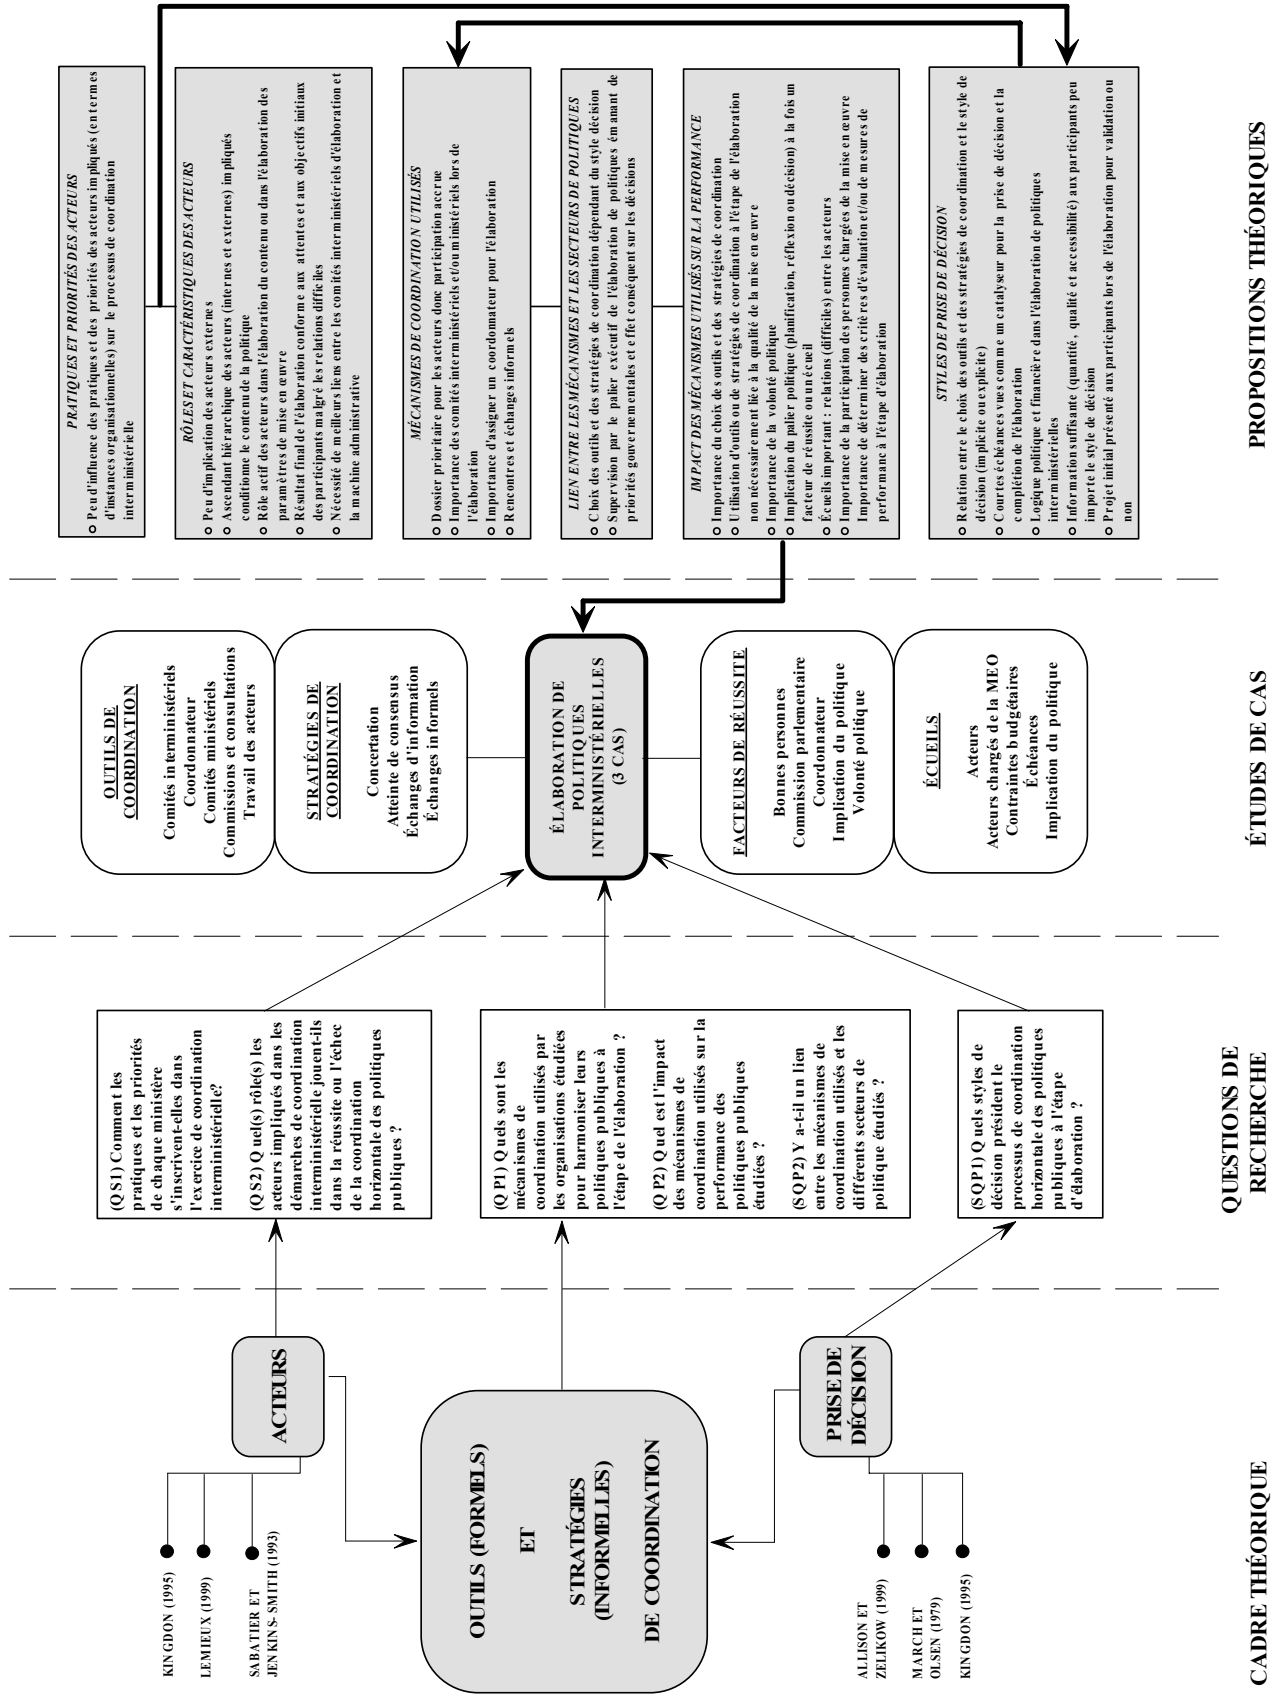 KINGDON (1995)
LEMIEUX (1999)
SABATIER ET
JENKINS-SMITH (1993)
ACTEURS
OUTILS (FORMELS)
ET
STRATÉGIES
(INFORMELLES)
DE COORDINATION
PRISE DE
DÉCISION
ALLISON ET
ZELIKOW (1999)
MARCH ET
OLSEN (1979)
KINGDON (1995)
CADRE THÉORIQUE
(QS1) Comment les
pratiques et les priorités
de chaque ministère
s'inscrivent-elles dans
l'exercice de coordination
interministérielle?
(QS2) Quel(s) rôle(s) les
acteurs impliqués dans les
démarches de coordination
interministérielle jouent-ils
dans la réussite ou l'échec
de la coordination
horizontale des politiques
publiques ?
(QP1) Quels sont les
mécanismes de
coordination utilisés par
les organisations étudiées
pour harmoniser leurs
politiques publiques à
l'étape de l'élaboration ?
(QP2) Quel est l'impact
des mécanismes de
coordination utilisés sur la
performance des
politiques publiques
étudiées ?
(SQP2) Y a-t-il un lien
entre les mécanismes de
coordination utilisés et les
différents secteurs de
politique étudiés ?
(SQP1) Quels styles de
décision président le
processus de coordination
horizontale des politiques
publiques à l'étape
d'élaboration ?
QUESTIONS DE
RECHERCHE
OUTILS DE
COORDINATION
Comités interministériels
Coordonnateur
Comités ministériels
Commissions et consultations
Travail des acteurs
STRATÉGIES DE
COORDINATION
Concertation
Atteinte de consensus
Échanges d'information
Échanges informels
ÉLABORATION DE
POLITIQUES
INTERMINISTÉRIELLES
(3 CAS)
FACTEURS DE RÉUSSITE
Bonnes personnes
Commission parlementaire
Coordonnateur
Implication du politique
Volonté politique
ÉCUEILS
Acteurs
Acteurs chargés de la MEO
Contraintes budgétaires
Échéances
Implication du politique
ÉTUDES DE CAS
PRATIQUES ET PRIORITÉS DES ACTEURS
Peu d'influence des pratiques et des priorités des acteurs impliqués (en termes
d'instances organisationnelles) sur le processus de coordination
interministérielle
RÔLES ET CARACTÉRISTIQUES DES ACTEURS
Peu d'implication des acteurs externes
Ascendant hiérarchique des acteurs (internes et externes) impliqués
conditionne le contenu de la politique
Rôle actif des acteurs dans l'élaboration du contenu ou dans l'élaboration des
paramètres de mise en œuvre
Résultat final de l'élaboration conforme aux attentes et aux objectifs initiaux
des participants malgré les relations difficiles
Nécessité de meilleurs liens entre les comités interministériels d'élaboration et
la machine administrative
MÉCANISMES DE COORDINATION UTILISÉS
Dossier prioritaire pour les acteurs donc participation accrue
Importance des comités interministériels et/ou ministériels lors de
l'élaboration
Importance d'assigner un coordonnateur pour l'élaboration
Rencontres et échanges informels
LIEN ENTRE LES MÉCANISMES ET LES SECTEURS DE POLITIQUES
Choix des outils et des stratégies de coordination dépendant du style décision
Supervision par le palier exécutif de l'élaboration de politiques émanant de
priorités gouvernementales et effet conséquent sur les décisions
IMPACT DES MÉCANISMES UTILISÉS SUR LA PERFORMANCE
Importance du choix des outils et des stratégies de coordination
Utilisation d'outils ou de stratégies de coordination à l'étape de l'élaboration
non nécessairement liée à la qualité de la mise en œuvre
Importance de la volonté politique
Implication du palier politique (planification, réflexion ou décision) à la fois un
facteur de réussite ou un écueil
Écueils important : relations (difficiles) entre les acteurs
Importance de la participation des personnes chargées de la mise en œuvre
Importance de déterminer des critères d'évaluation et/ou de mesures de
performanc à l'étape d'élaboration
STYLES DE PRISE DE DÉCISION
Relation entre le choix des outils et des stratégies de coordination et le style de
décision (implicite ou explicite)
Courtes échéances vues comme un catalyseur pour la prise de décision et la
complétion de l'élaboration
Logique politique et financière dans l'élaboration de politiques
interministérielles
Information suffisante (quantité, qualité et accessibilité) aux participants peu
importe le style de décision
Projet initial présenté aux participants lors de l'élaboration pour validation ou
non
PROPOSITIONS THÉORIQUES